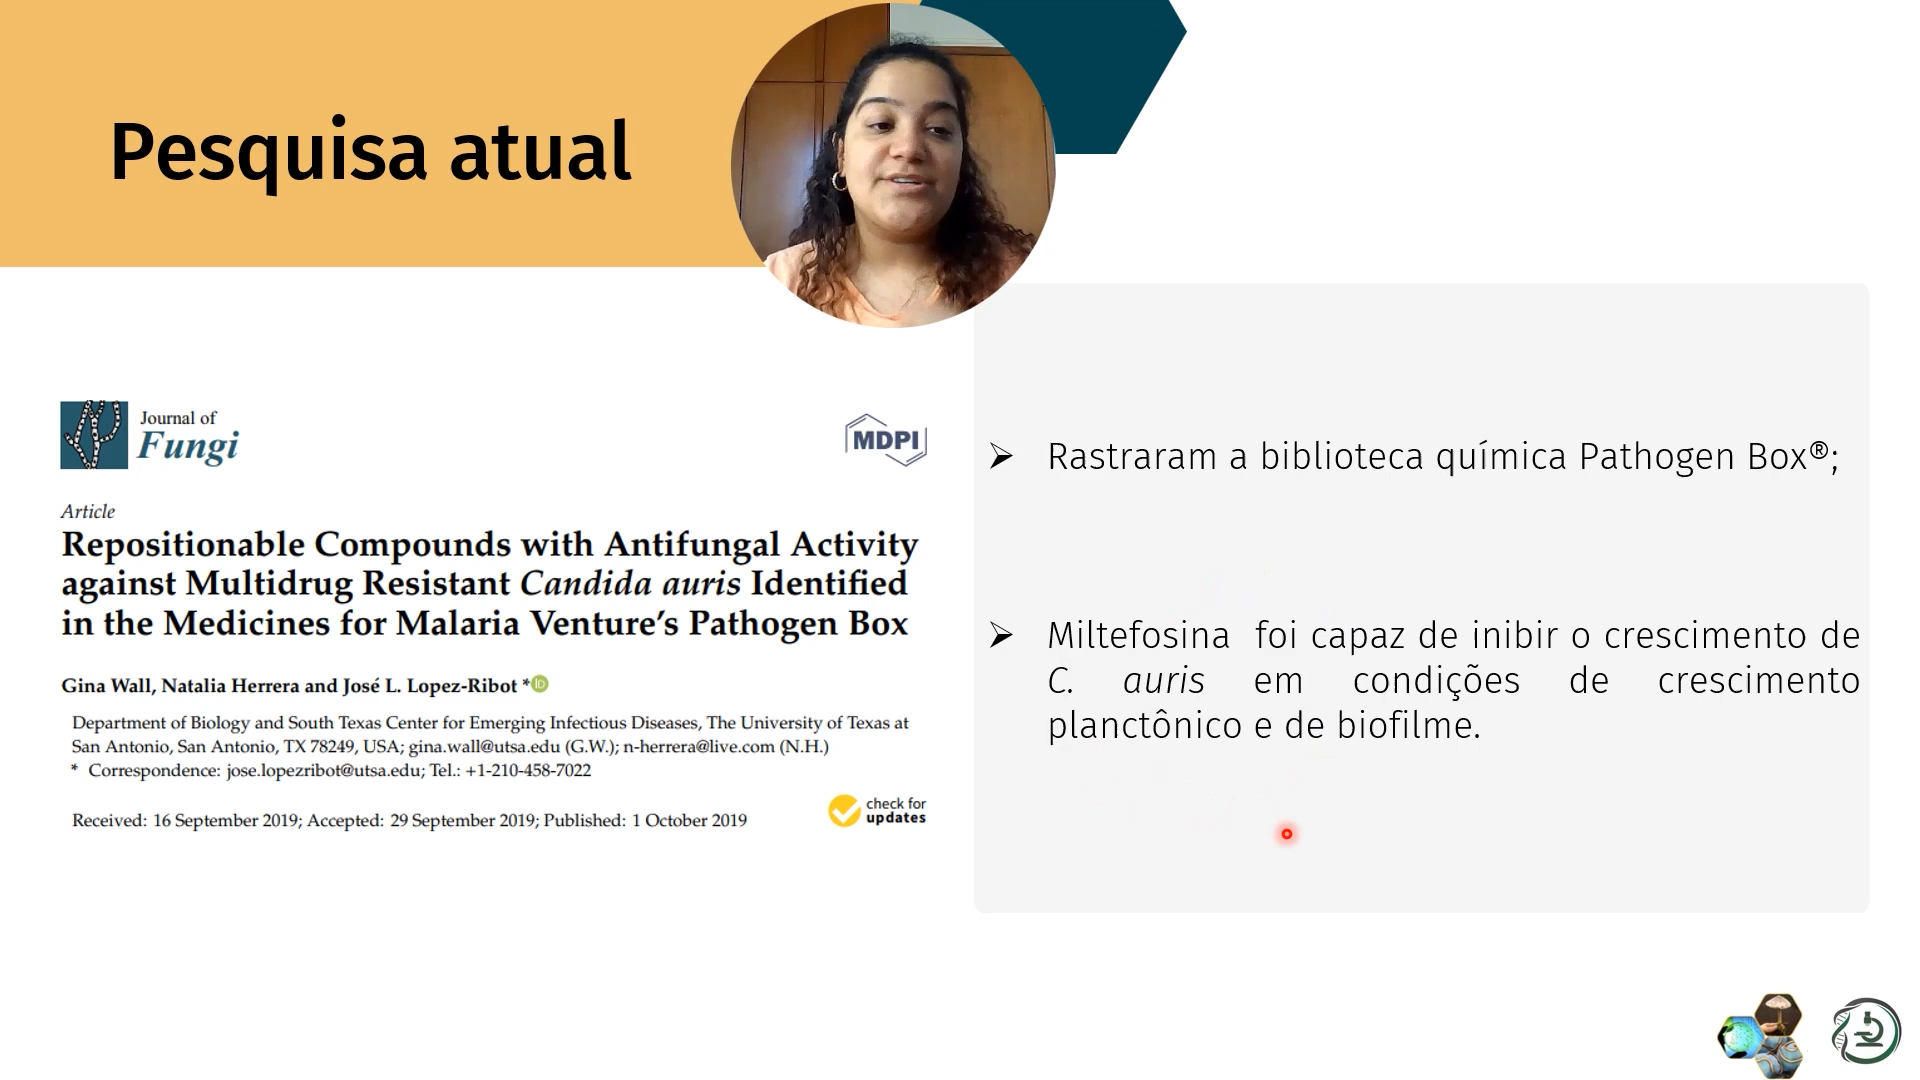 Pesquisa atual
Journal of
Fungi
MDPI
Article
Repositionable Compounds with Antifungal Activity
against Multidrug Resistant Candida auris Identified
in the Medicines for Malaria Venture’s Pathogen Box
Gina Wall, Natalia Herrera and José L. Lopez-Ribot * iD
Department of Biology and South Texas Center for Emerging Infectious Diseases, The University of Texas at
San Antonio, San Antonio, TX 78249, USA; gina.wall@utsa.edu (G.W.); n-herrera@live.com (N.H.)
* Correspondence: jose.lopezribot@utsa.edu; Tel.: +1-210-458-7022
Received: 16 September 2019; Accepted: 29 September 2019; Published: 1 October 2019
check for
updates
➢ Rastraram a biblioteca química Pathogen Box®;
➢ Miltefosina foi capaz de inibir o crescimento de
C. auris em condições de crescimento
planctônico e de biofilme.